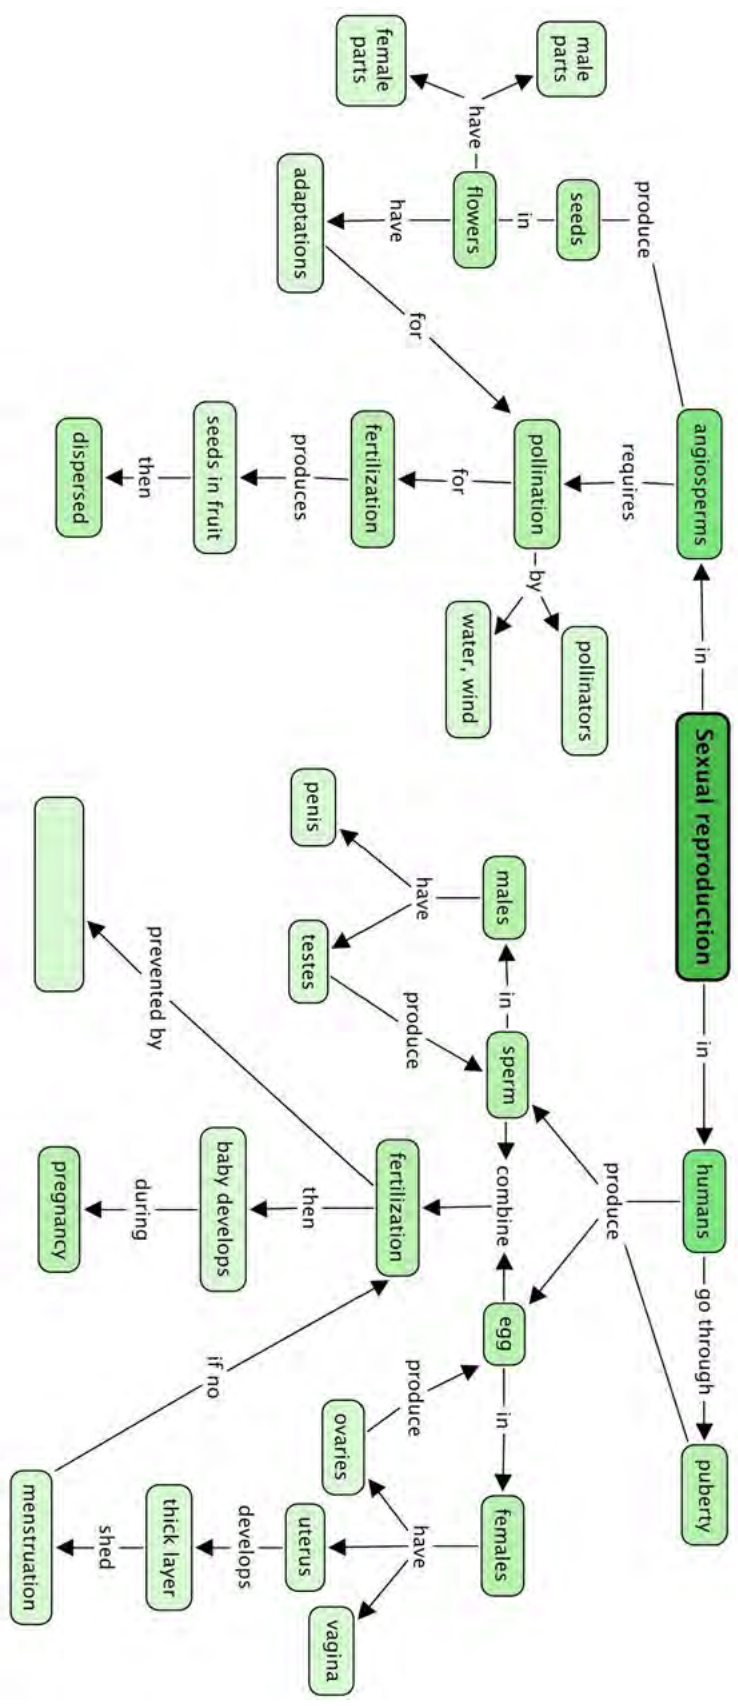 Sexual reproduction
in
in
angiosperms
humans
go through
puberty
produce
requires
produce
seeds
in
flowers
have
male
parts
female
parts
have
adaptations
for
pollination
by
pollinators
water, wind
for
fertilization
produces
seeds in fruit
then
dispersed
males
in
sperm
combine
egg
in
females
have
penis
testes
produce
fertilization
produce
ovaries
have
uterus
vagina
prevented by
then
baby develops
during
pregnancy
if no
develops
thick layer
shed
menstruation